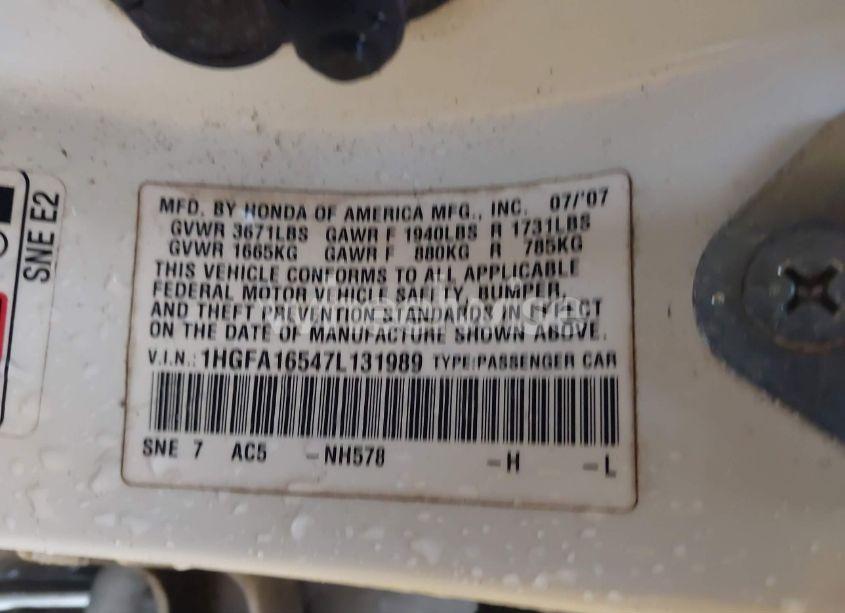 MFD. BY HONDA OF AMERICA MFG., INC. 07/'07
GVWR 3671LBS GAWR F 1940LBS R 1731LBS
GVWR 1665KG GAWR F 880KG R 785KG
THIS VEHICLE CONFORMS TO ALL APPLICABLE
FEDERAL MOTOR VEHICLE SAFETY, BUMPER,
AND THEFT PREVENTION STANDARDS IN EFFECT
ON THE DATE OF MANUFACTURE SHOWN ABOVE.
V.I.N.: 1HGFA16547L131989 TYPE:PASSENGER CAR
SNE 7 AC5 -NH578 -H -L
SNE E2